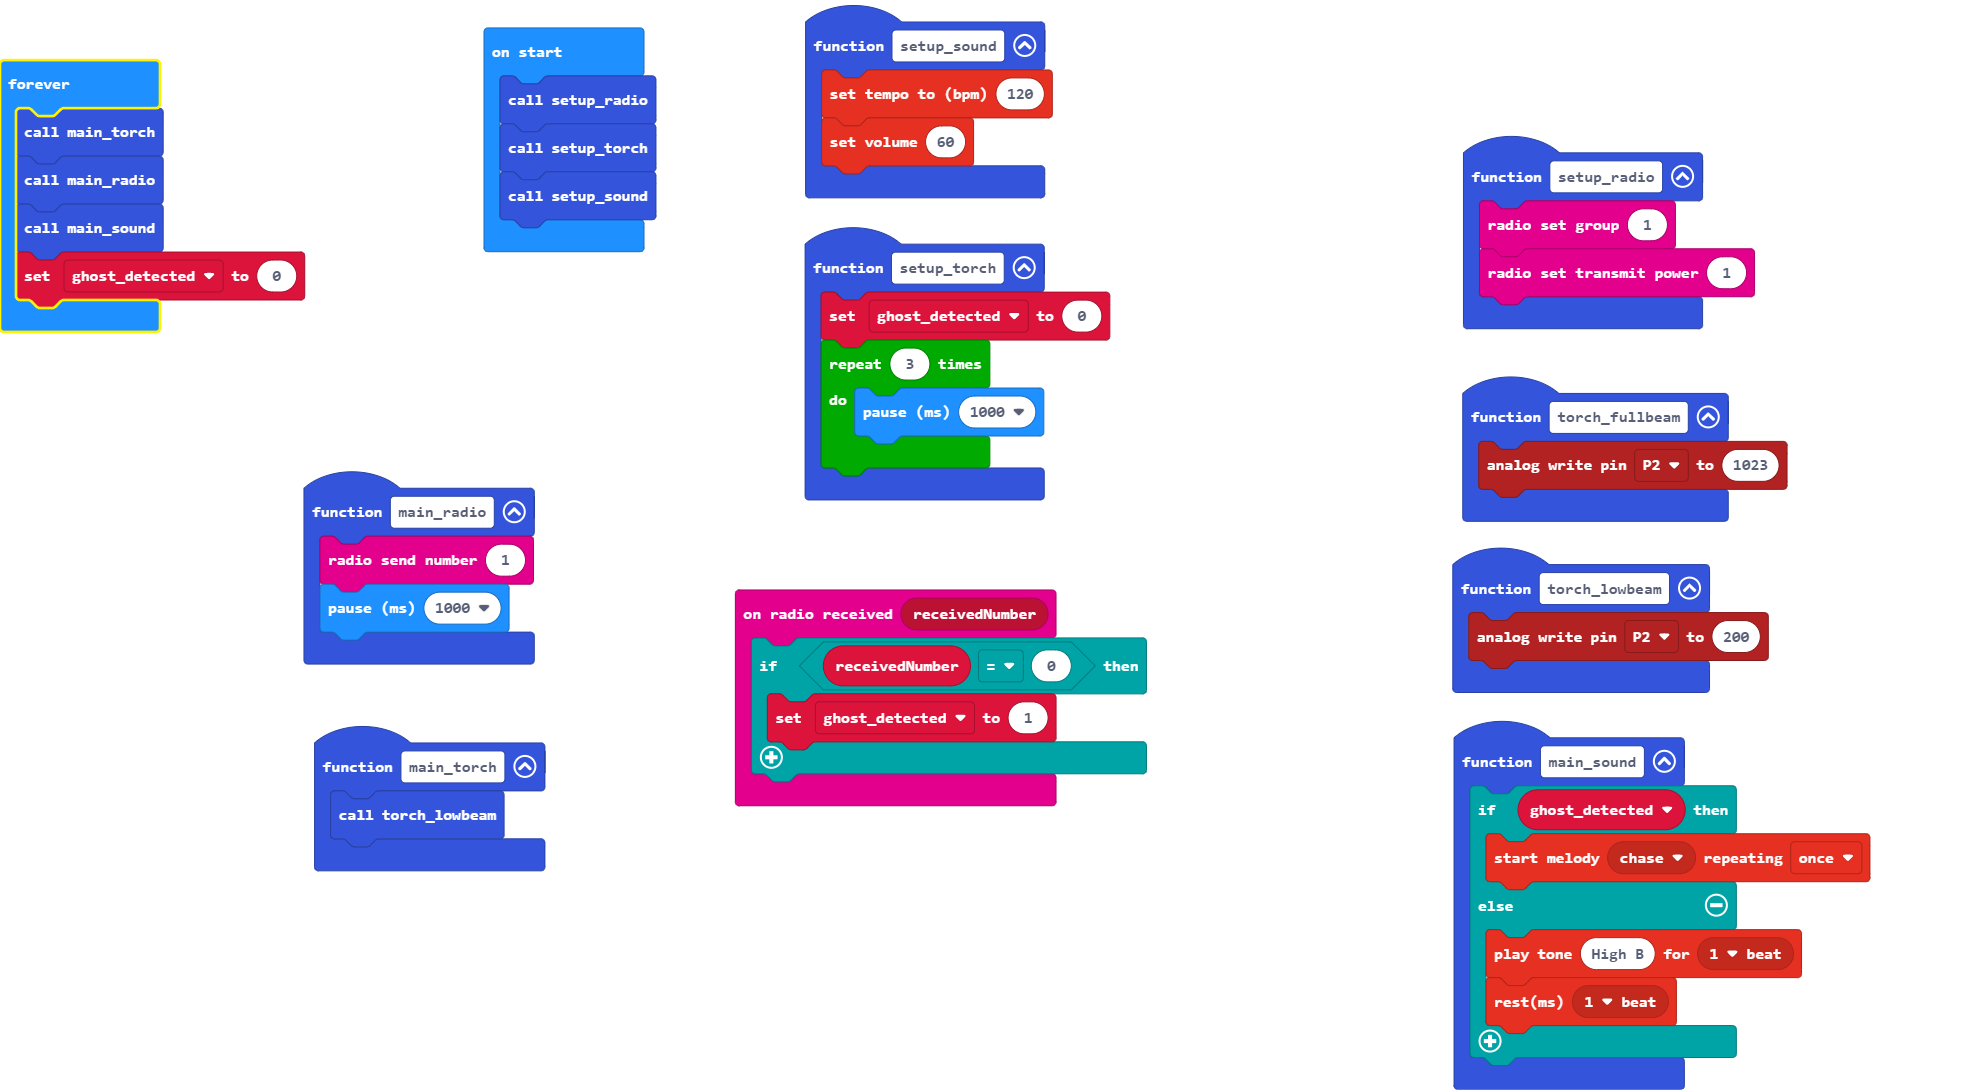 forever
call main_torch
call main_radio
call main_sound
set ghost_detected to 0
on start
call setup_radio
call setup_torch
call setup_sound
function setup_sound
set tempo to (bpm) 120
set volume 60
function setup_torch
set ghost_detected to 0
repeat 3 times
do
pause (ms) 1000
function main_radio
radio send number 1
pause (ms) 1000
function main_torch
call torch_lowbeam
on radio received receivedNumber
if receivedNumber = 0 then
set ghost_detected to 1
function setup_radio
radio set group 1
radio set transmit power 1
function torch_fullbeam
analog write pin P2 to 1023
function torch_lowbeam
analog write pin P2 to 200
function main_sound
if ghost_detected then
start melody chase repeating once
else
play tone High B for 1 beat
rest(ms) 1 beat